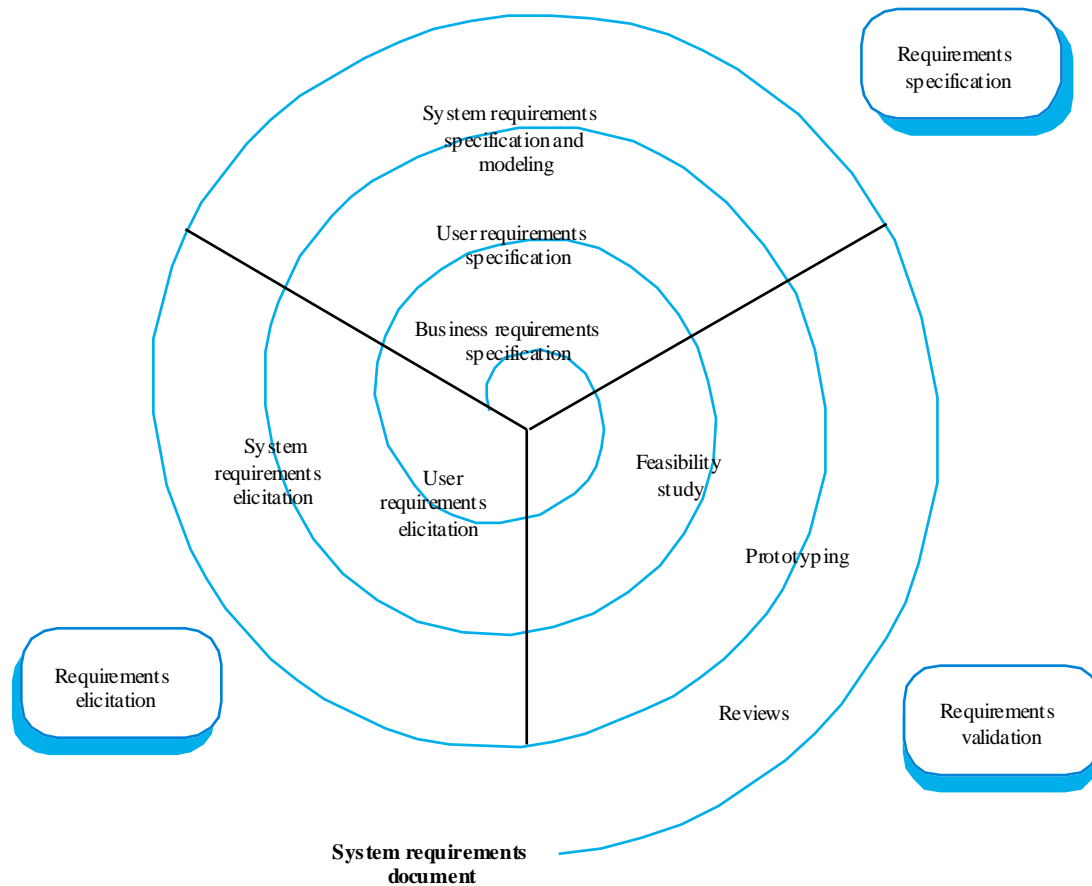 Requirements
specification
System requirements
specification and
modeling
User requirements
specification
Business requirements
specification
System
requirements
elicitation
User
requirements
elicitation
Feasibility
study
Prototyping
Requirements
elicitation
Reviews
Requirements
validation
System requirements
document